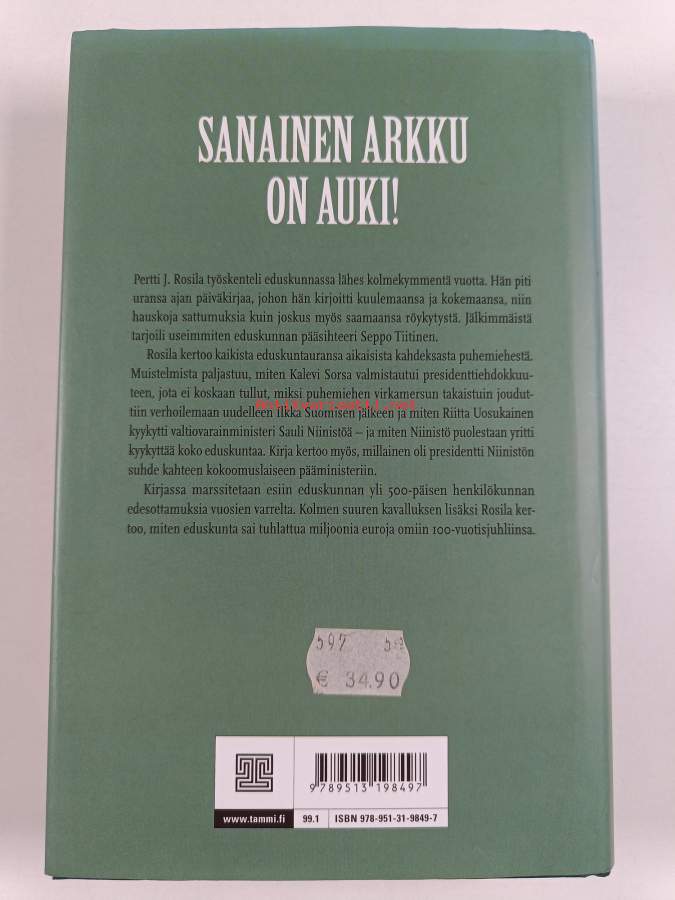 SANAINEN ARKKU
ON AUKI!
Pertti J. Rosila työskenteli eduskunnassa lähes kolmekymmentä vuotta. Hän piti
uransa ajan päiväkirjaa, johon hän kirjoitti kuulemaansa ja kokemaansa, niin
hauskoja sattumuksia kuin joskus myös saamaansa röykytystä. Jälkimmäistä
tarjoili useimmiten eduskunnan pääsihteeri Seppo Tiitinen.
Rosila kertoo kaikista eduskuntauransa aikaisista kahdeksasta puhemiehestä.
Muistelmista paljastuu, miten Kalevi Sorsa valmistautui presidenttiehdokkuu-
teen, jota ei koskaan tullut, miksi puhemiehen virkamersun takaistuin joudut-
tiin verhoilemaan uudelleen Ilkka Suomisen jälkeen ja miten Riitta Uosukainen
kyykytti valtiovarainministeri Sauli Niinistöä – ja miten Niinistö puolestaan yritti
kyykyttää koko eduskuntaa. Kirja kertoo myös, millainen oli presidentti Niinistön
suhde kahteen kokoomuslaiseen pääministeriin.
Kirjassa marssitetaan esiin eduskunnan yli 500-päisen henkilökunnan
edesottamuksia vuosien varrelta. Kolmen suuren kavalluksen lisäksi Rosila ker-
too, miten eduskunta sai tuhlattua miljoonia euroja omiin 100-vuotisjuhliinsa.
597
€ 34.90
9 789513 198497
www.tammi.fi 99.1 ISBN 978-951-31-9849-7